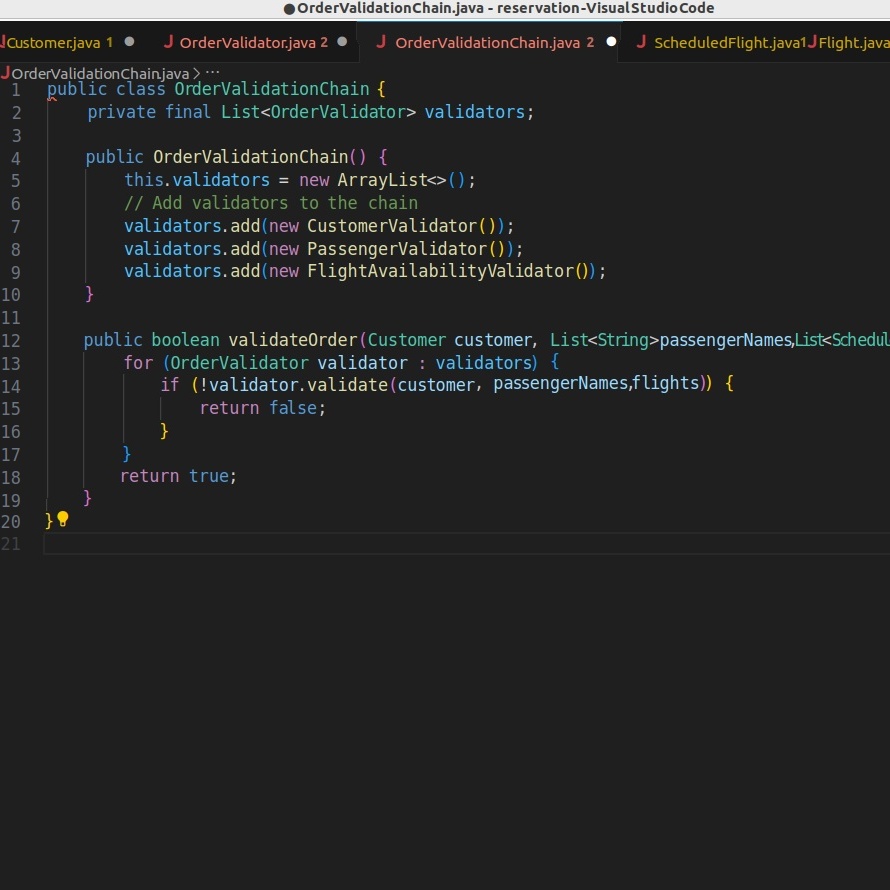 ●OrderValidationChain.java - reservation-VisualStudioCode
Customer.java 1 ● OrderValidator.java 2 ● OrderValidationChain.java 2 ● ScheduledFlight.java1 Flight.java
OrderValidationChain.java > ...
1 public class OrderValidationChain {
2 private final List<OrderValidator> validators;
3
4 public OrderValidationChain() {
5 this.validators = new ArrayList<>();
6 // Add validators to the chain
7 validators.add(new CustomerValidator());
8 validators.add(new PassengerValidator());
9 validators.add(new FlightAvailabilityValidator());
10 }
11
12 public boolean validateOrder(Customer customer, List<String>passengerNames,List<Schedul
13 for (OrderValidator validator : validators) {
14 if (!validator.validate(customer, passengerNames,flights)) {
15 return false;
16 }
17 }
18 return true;
19 }
20 }
21